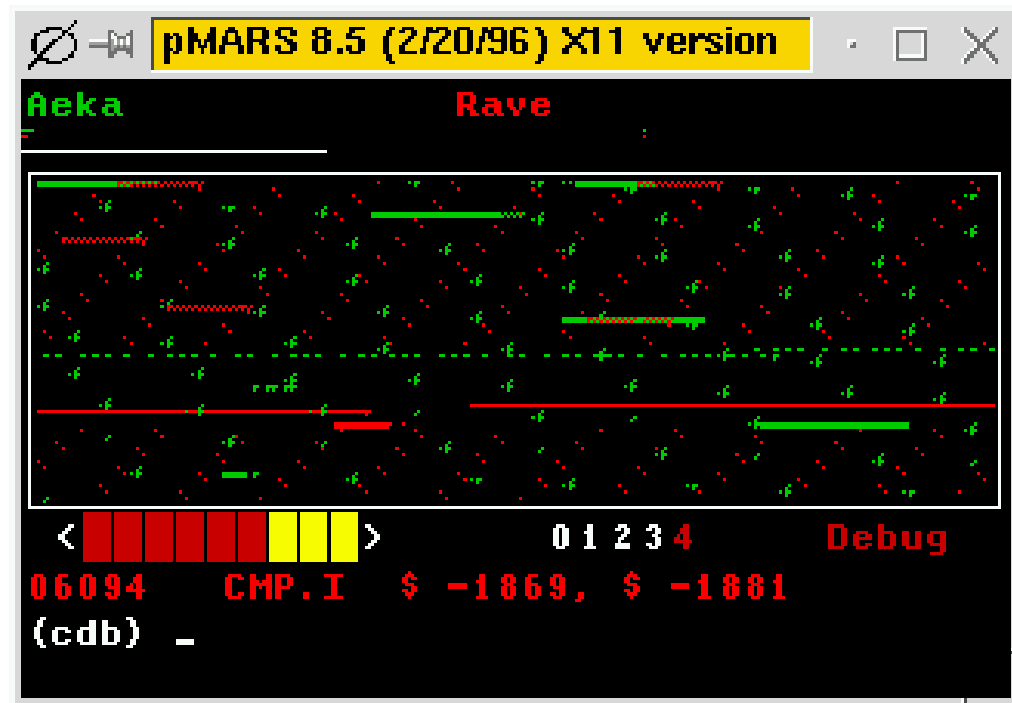 pMARS 8.5 (2/20/96) X11 version
Aeka Rave
< > 0 1 2 3 4 Debug
06094 CMP.I $ -1869, $ -1881
(cdb) _